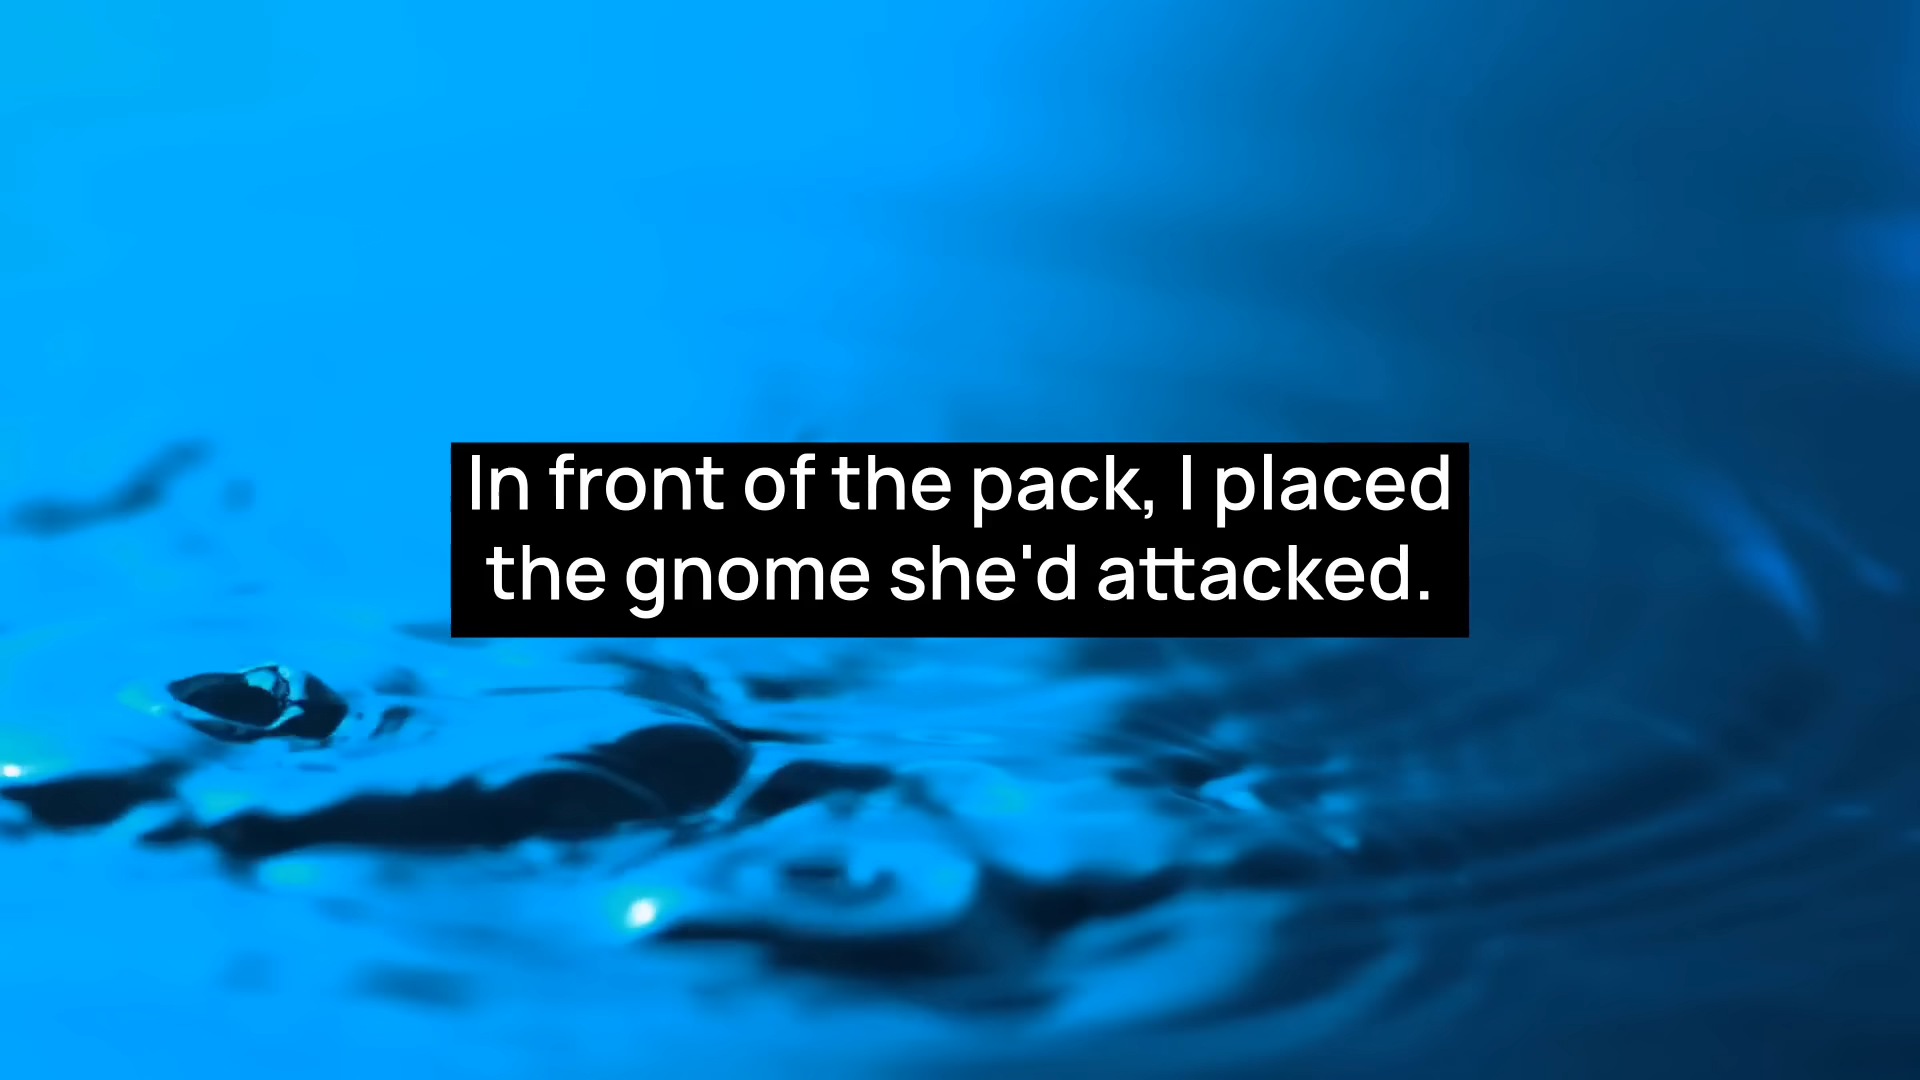 In front of the pack, I placed
the gnome she'd attacked.